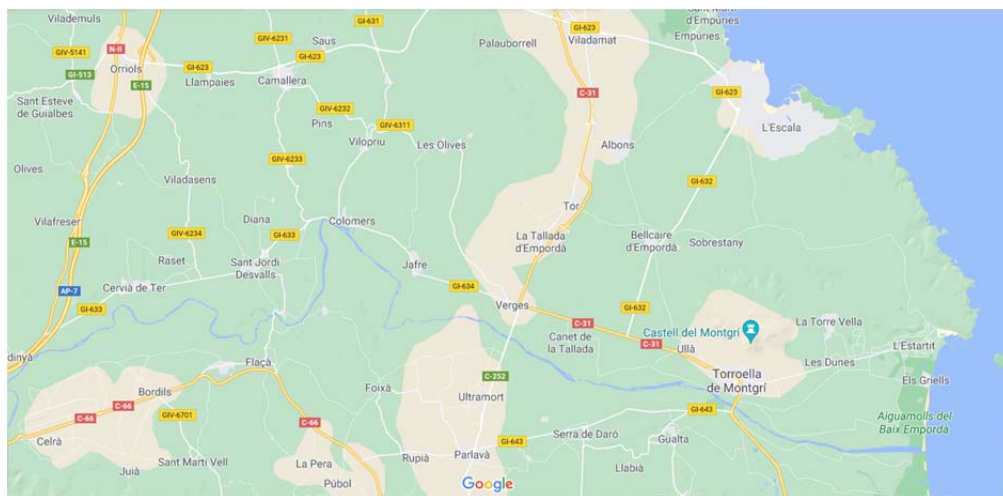 Vilademuls
GI-631
Sant Martí
d'Empúries
Empúries
GIV-6231
Saus
Palauborrell
GI-623
Viladamat
N-II
GIV-5141
Orriols
GI-623
GI-513
GI-623
Llampaies
Camallera
E-15
C-31
GI-623
Sant Esteve
de Guialbes
GIV-6232
Pins
GIV-6311
L'Escala
Vilopriu
Les Olives
Albons
GIV-6233
Olives
Viladasens
GI-632
Vilafreser
Diana
Colomers
Tor
GIV-6234
GI-633
La Tallada
d'Empordà
Bellcaire
d'Empordà
Sobrestany
E-15
Raset
Sant Jordi
Desvalls
Jafre
AP-7
Cervià de Ter
GI-634
GI-633
Verges
GI-632
C-31
Castell del Montgrí
La Torre Vella
dinyà
Canet de
la Tallada
C-31
Ullà
L'Estartit
Flaçà
Les Dunes
C-252
Torroella
de Montgrí
Els Griells
Bordils
Foixà
Ultramort
C-66
C-66
GIV-6701
GI-643
Aiguamolls del
Baix Empordà
Celrà
C-66
Serra de Daró
Gualta
GI-643
Juià
Sant Martí Vell
La Pera
Rupià
Parlavà
Llabià
Púbol
Google